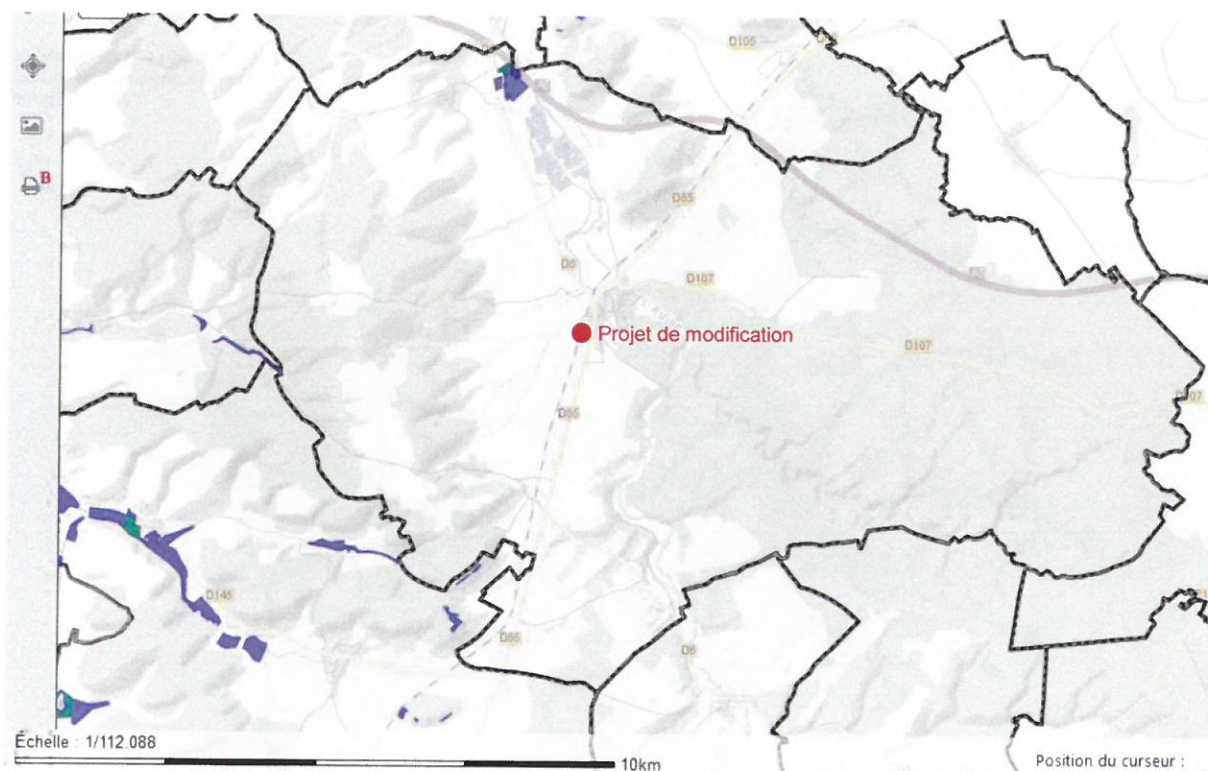 D105
B
D85
D6
D107
Projet de modification
D107
D85
D145
D85
D6
Échelle : 1/112.088
10km
Position du curseur :